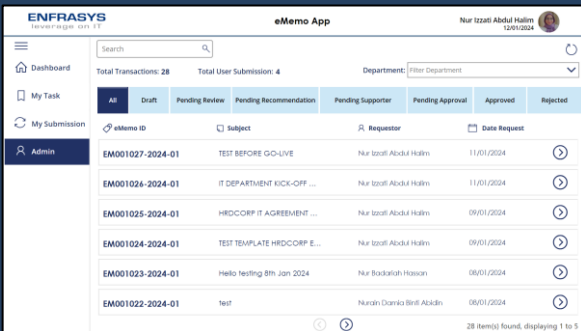 ENFRASYS
leverage on IT
eMemo App
Nur Izzati Abdul Halim
12/01/2024
Search
Dashboard
Total Transactions: 28
Total User Submission: 4
Department:
Filter Department
My Task
All
Draft
Pending Review
Pending Recommendation
Pending Supporter
Pending Approval
Approved
Rejected
My Submission
eMemo ID
Subject
Requestor
Date Request
Admin
EM001027-2024-01 TEST BEFORE GO-LIVE Nur Izzati Abdul Halim 11/01/2024
EM001026-2024-01 IT DEPARTMENT KICK-OFF ... Nur Izzati Abdul Halim 11/01/2024
EM001025-2024-01 HRDCORP IT AGREEMENT ... Nur Izzati Abdul Halim 09/01/2024
EM001024-2024-01 TEST TEMPLATE HRDCORP E... Nur Izzati Abdul Halim 09/01/2024
EM001023-2024-01 Hello testing 8th Jan 2024 Nur Badariah Hassan 08/01/2024
EM001022-2024-01 test Nurain Damia Binti Abidin 08/01/2024
28 item(s) found, displaying 1 to 5